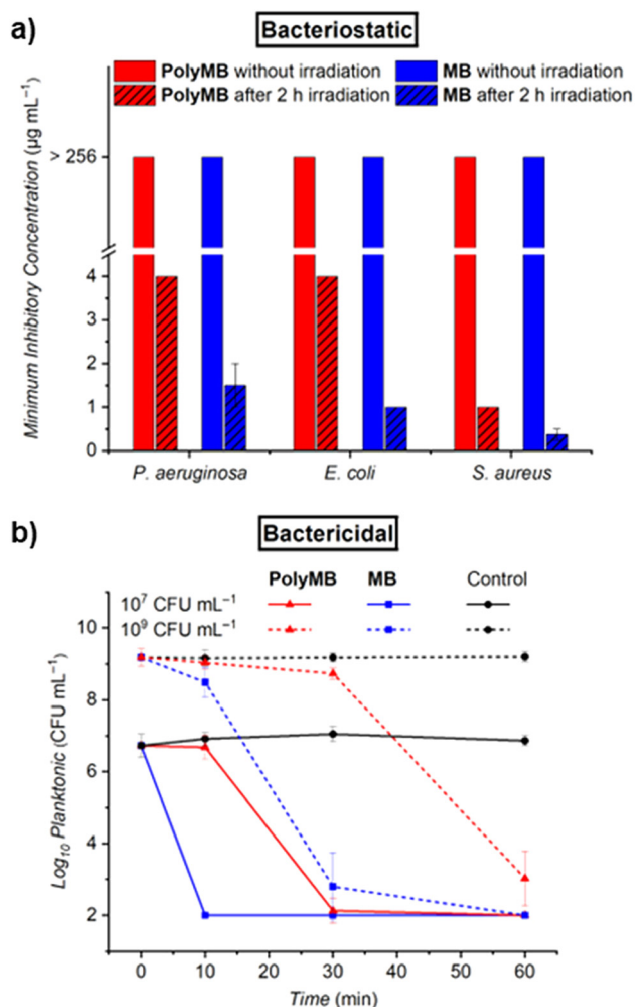 a) Bacteriostatic
PolyMB without irradiation MB without irradiation
PolyMB after 2 h irradiation MB after 2 h irradiation
Minimum Inhibitory Concentration (µg mL⁻¹)
> 256
4
3
2
1
0
P. aeruginosa E. coli S. aureus
b) Bactericidal
PolyMB MB Control
10⁷ CFU mL⁻¹
10⁹ CFU mL⁻¹
Log₁₀ Planktonic (CFU mL⁻¹)
10
8
6
4
2
0 10 20 30 40 50 60
Time (min)